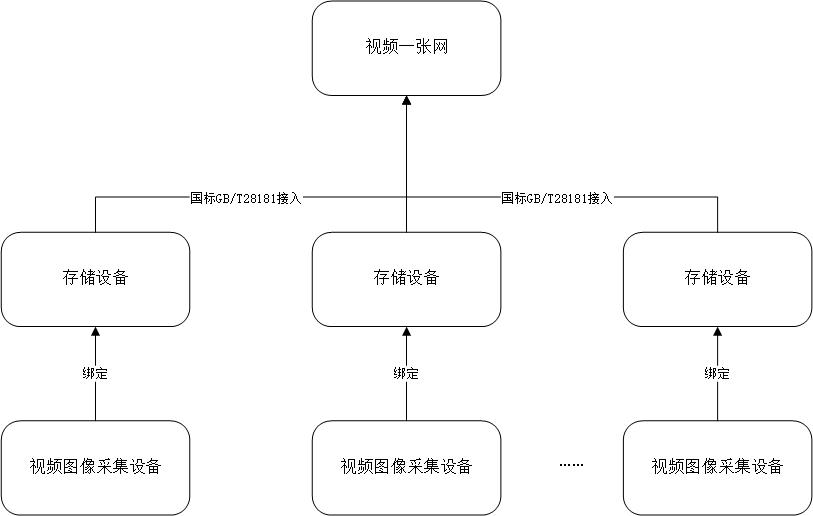 视频一张网
国标GB/T28181接入
国标GB/T28181接入
存储设备
存储设备
存储设备
绑定
绑定
绑定
视频图像采集设备
视频图像采集设备
……
视频图像采集设备